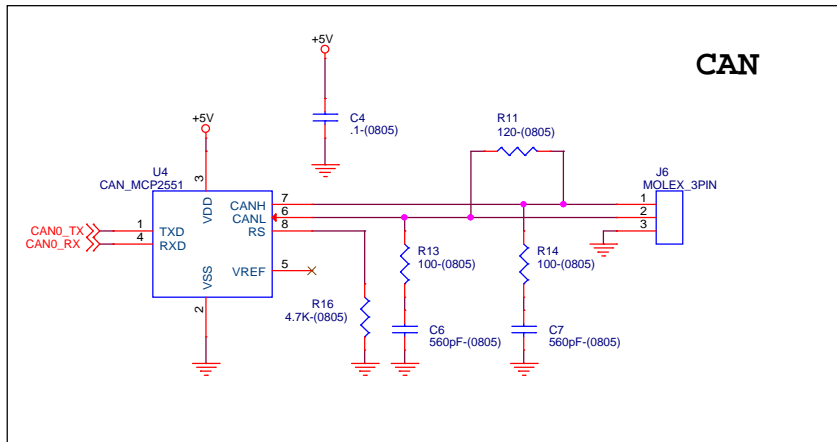 CAN
+5V
C4
.1-(0805)
+5V
R11
120-(0805)
J6
MOLEX_3PIN
U4
CAN_MCP2551
3
VDD
CANH
7
1
CANL
6
2
RS
8
3
CAN0_TX
1
TXD
CAN0_RX
4
RXD
VREF
5
VSS
2
R13
100-(0805)
R14
100-(0805)
R16
4.7K-(0805)
C6
560pF-(0805)
C7
560pF-(0805)